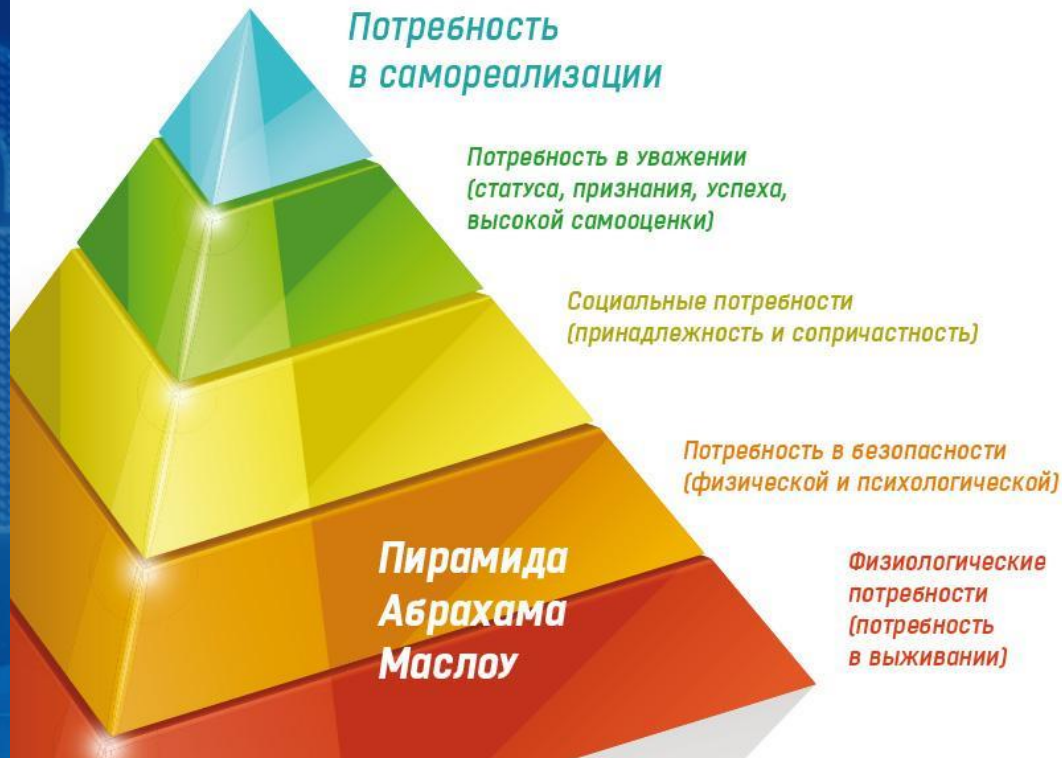 Потребность
в самореализации
Потребность в уважении
(статуса, признания, успеха,
высокой самооценки)
Социальные потребности
(принадлежность и сопричастность)
Потребность в безопасности
(физической и психологической)
Физиологические
потребности
(потребность
в выживании)
Пирамида
Абрахама
Маслоу